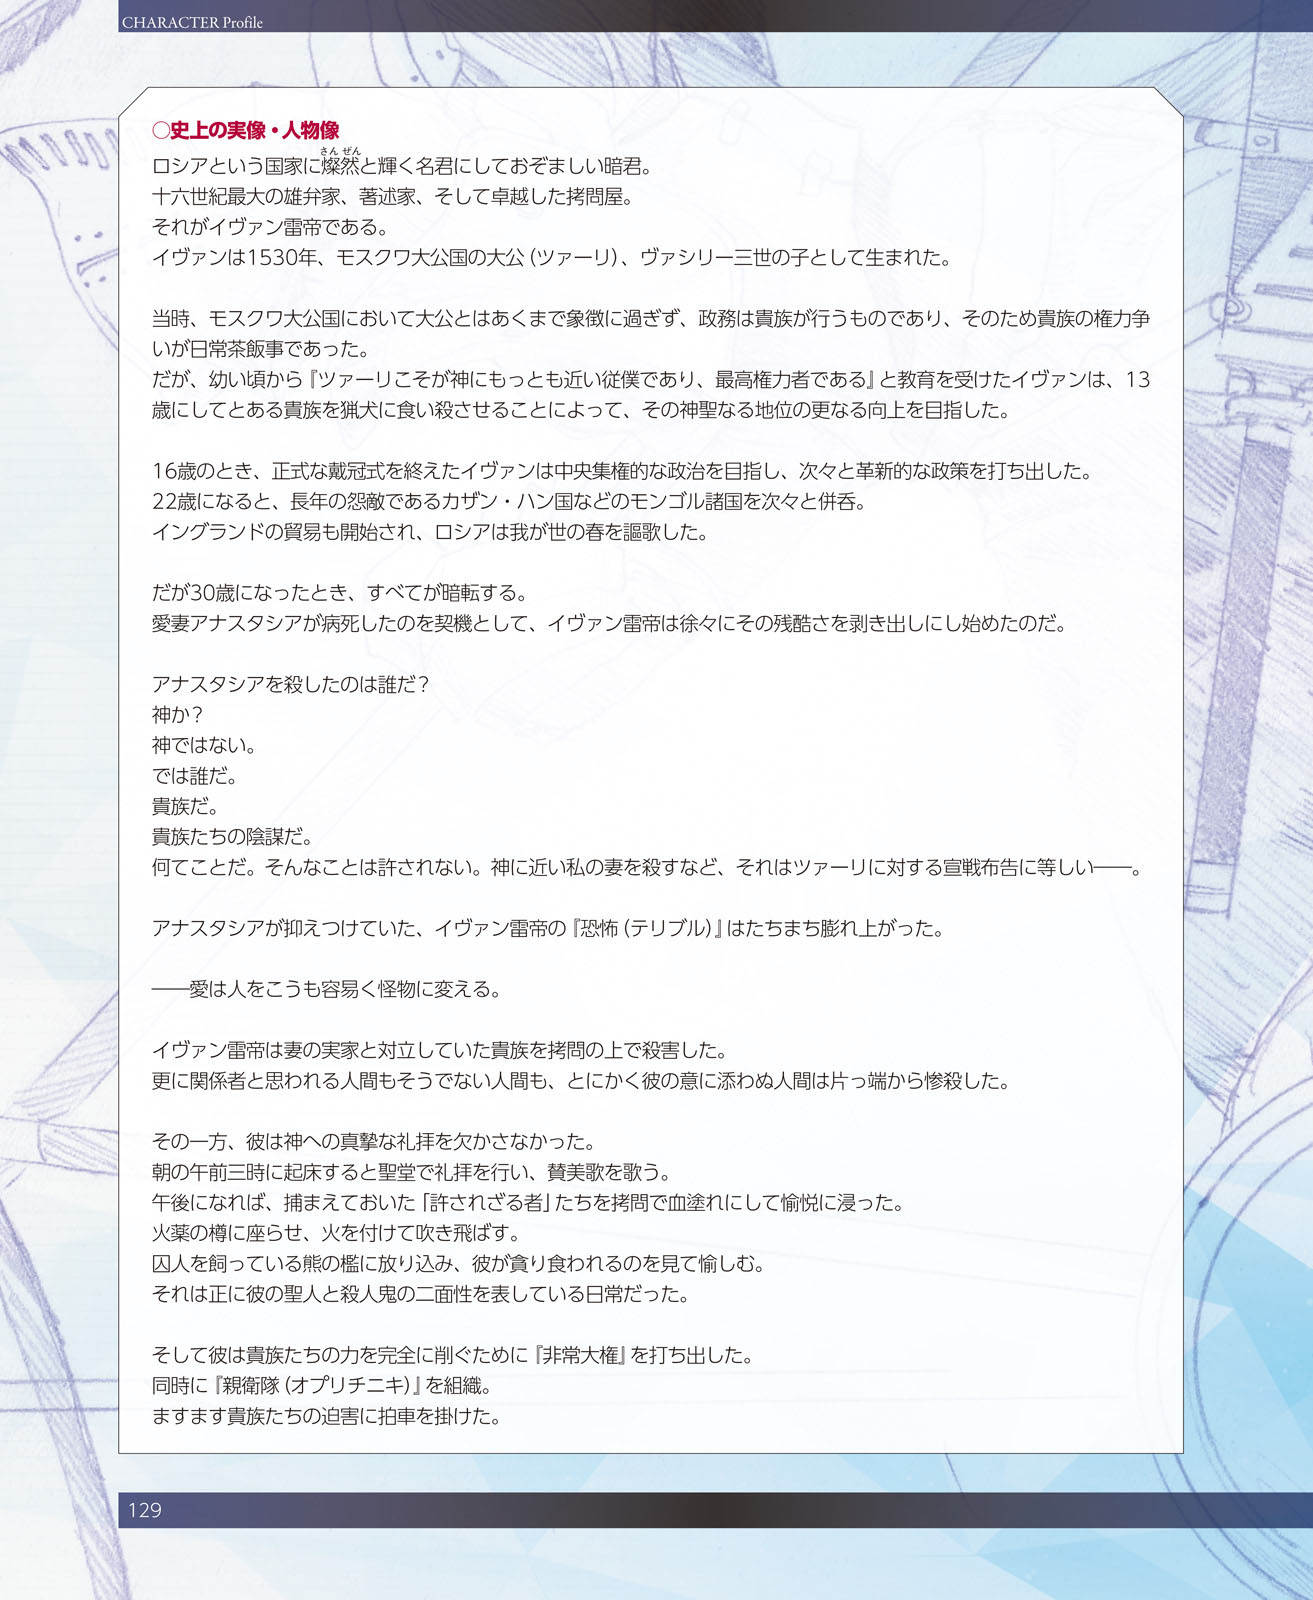 CHARACTER Profile
○史上の実像・人物像
さん ぜん
ロシアという国家に燦然と輝く名君にしておぞましい暗君。
十六世紀最大の雄弁家、著述家、そして卓越した拷問屋。
それがイヴァン雷帝である。
イヴァンは1530年、モスクワ大公国の大公（ツァーリ）、ヴァシリー三世の子として生まれた。
当時、モスクワ大公国において大公とはあくまで象徴に過ぎず、政務は貴族が行うものであり、そのため貴族の権力争
いが日常茶飯事であった。
だが、幼い頃から『ツァーリこそが神にもっとも近い従僕であり、最高権力者である』と教育を受けたイヴァンは、13
歳にしてとある貴族を猟犬に食い殺させることによって、その神聖なる地位の更なる向上を目指した。
16歳のとき、正式な戴冠式を終えたイヴァンは中央集権的な政治を目指し、次々と革新的な政策を打ち出した。
22歳になると、長年の怨敵であるカザン・ハン国などのモンゴル諸国を次々と併呑。
イングランドの貿易も開始され、ロシアは我が世の春を謳歌した。
だが30歳になったとき、すべてが暗転する。
愛妻アナスタシアが病死したのを契機として、イヴァン雷帝は徐々にその残酷さを剥き出しにし始めたのだ。
アナスタシアを殺したのは誰だ？
神か？
神ではない。
では誰だ。
貴族だ。
貴族たちの陰謀だ。
何てことだ。そんなことは許されない。神に近い私の妻を殺すなど、それはツァーリに対する宣戦布告に等しい――。
アナスタシアが抑えつけていた、イヴァン雷帝の『恐怖（テリブル）』はたちまち膨れ上がった。
――愛は人をこうも容易く怪物に変える。
イヴァン雷帝は妻の実家と対立していた貴族を拷問の上で殺害した。
更に関係者と思われる人間もそうでない人間も、とにかく彼の意に添わぬ人間は片っ端から惨殺した。
その一方、彼は神への真摯な礼拝を欠かさなかった。
朝の午前三時に起床すると聖堂で礼拝を行い、賛美歌を歌う。
午後になれば、捕まえておいた「許されざる者」たちを拷問で血塗れにして愉悦に浸った。
火薬の樽に座らせ、火を付けて吹き飛ばす。
囚人を飼っている熊の檻に放り込み、彼が貪り食われるのを見て愉しむ。
それは正に彼の聖人と殺人鬼の二面性を表している日常だった。
そして彼は貴族たちの力を完全に削ぐために『非常大権』を打ち出した。
同時に『親衛隊（オプリチニキ）』を組織。
ますます貴族たちの迫害に拍車を掛けた。
129